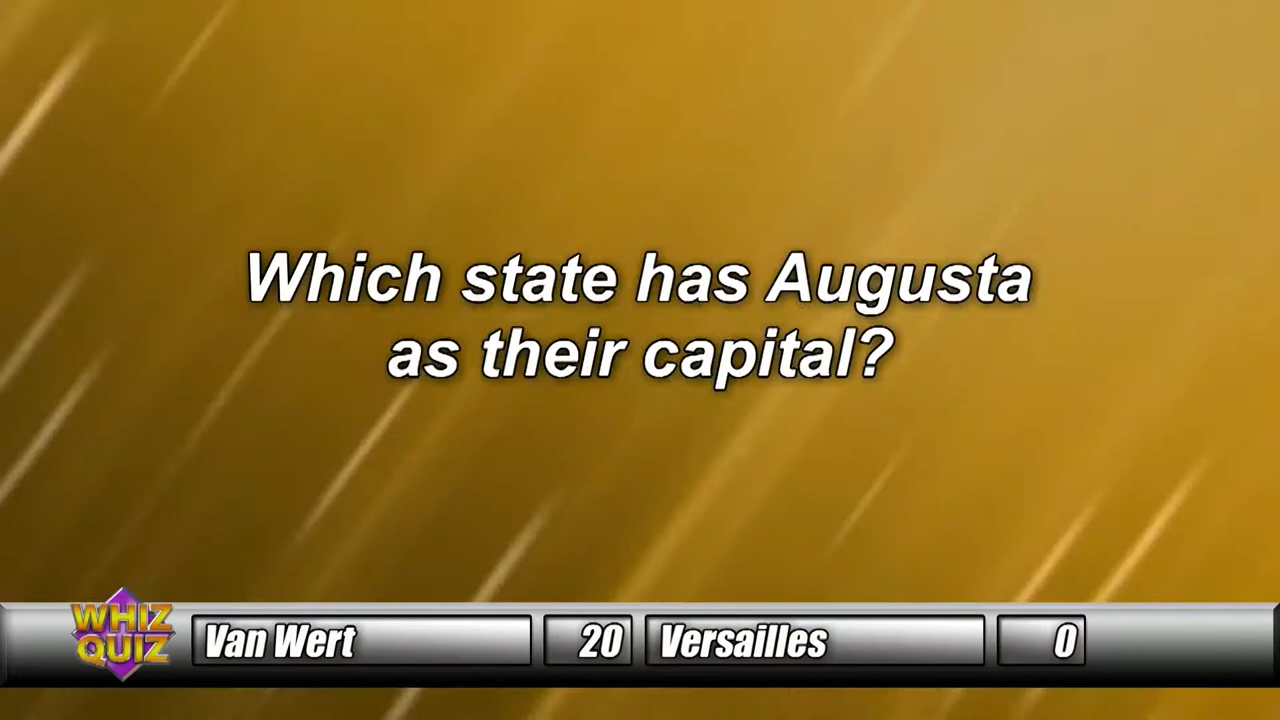 Which state has Augusta
as their capital?
WHIZ
QUIZ
Van Wert 20 Versailles 0